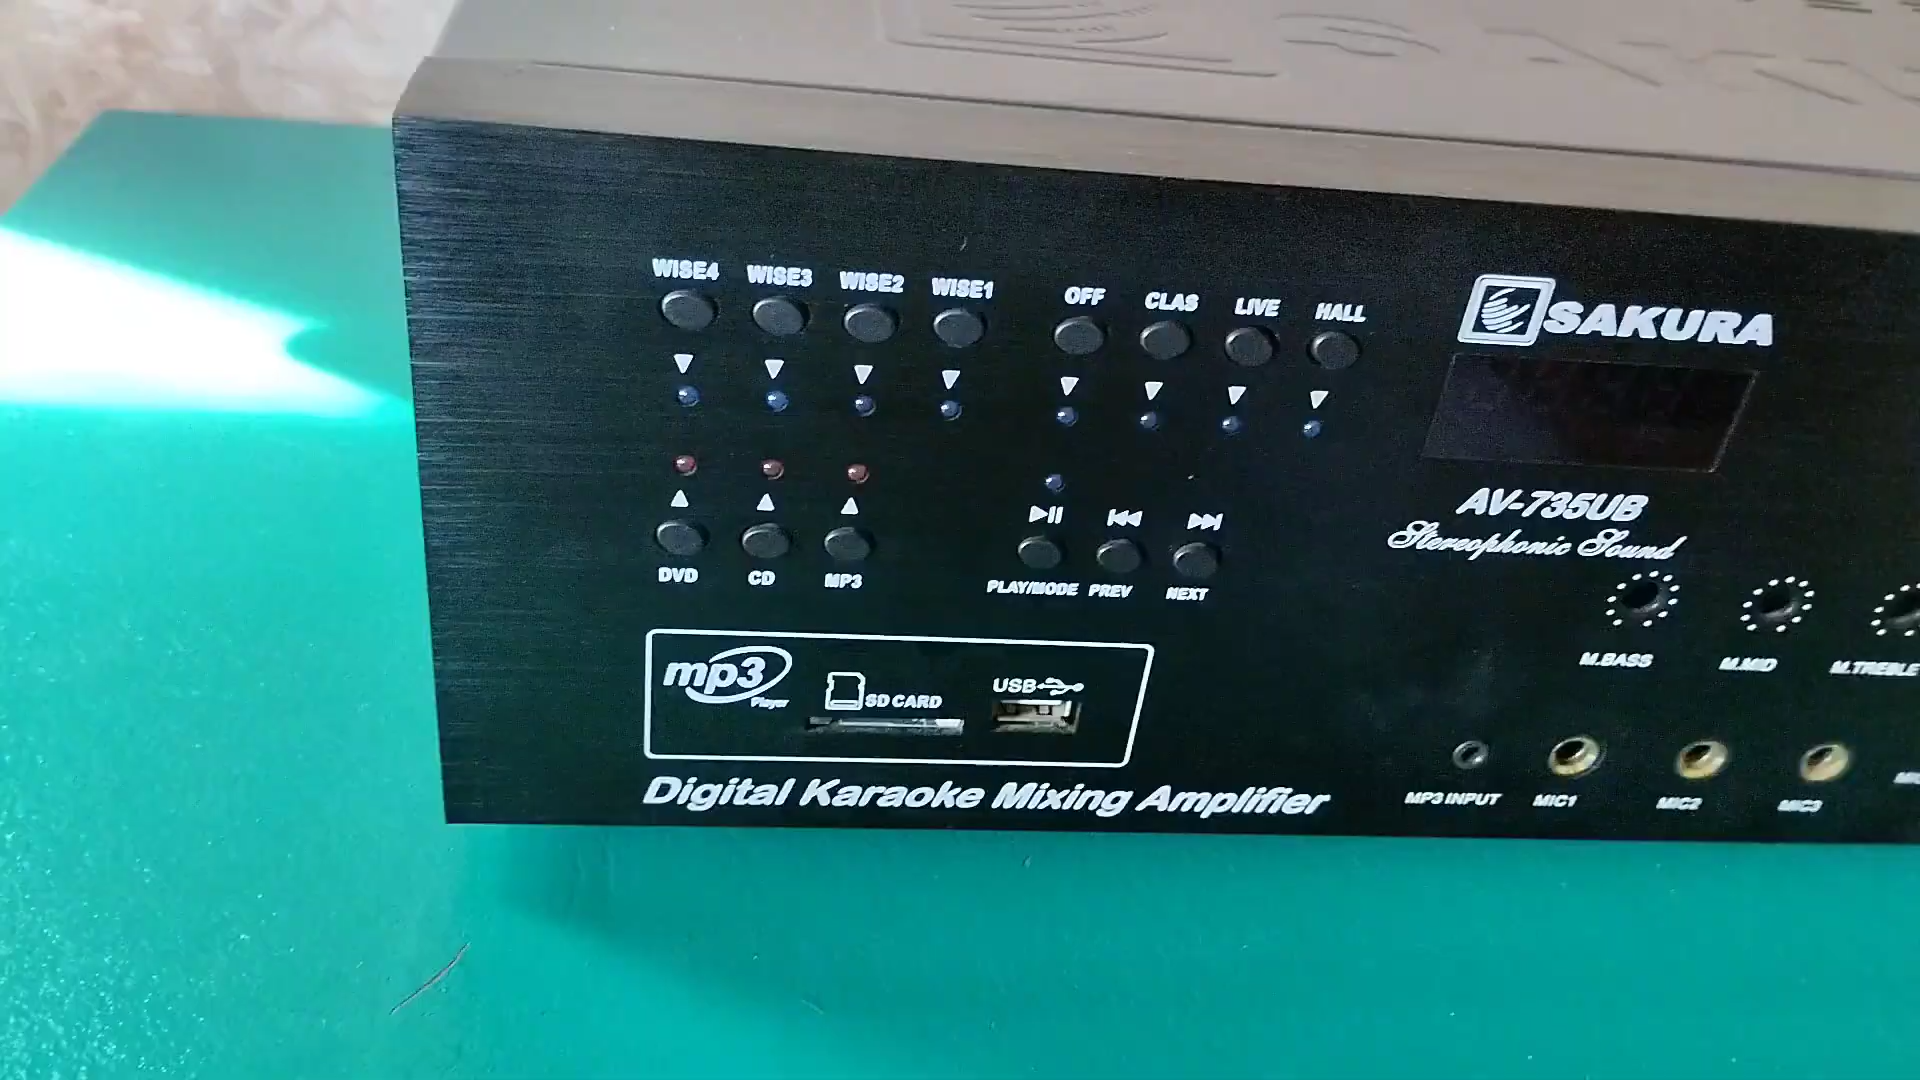 WISE4 WISE3 WISE2 WISE1 OFF CLAS LIVE HALL
SAKURA
AV-735UB
Stereophonic Sound
DVD CD MP3 PLAY/MODE PREV NEXT
M.BASS M.MID M.TREBLE
mp3
Player
SD CARD
USB
Digital Karaoke Mixing Amplifier
MP3 INPUT MIC1 MIC2 MIC3